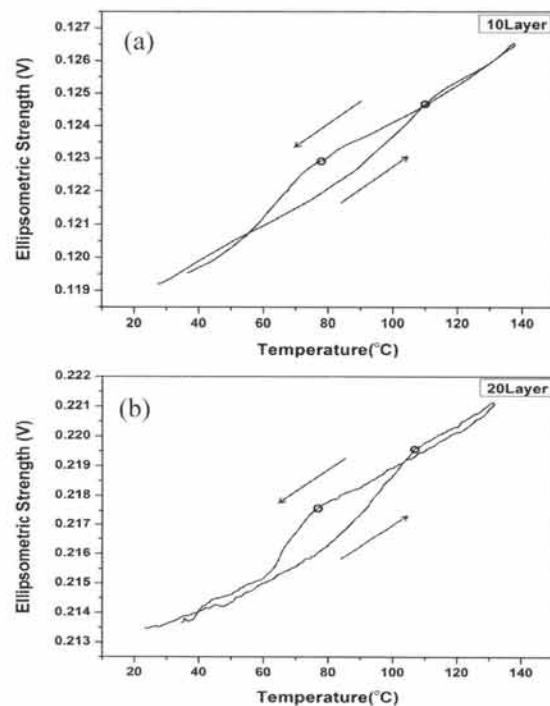 (a)
10Layer
Ellipsometric Strength (V)
0.127
0.126
0.125
0.124
0.123
0.122
0.121
0.120
0.119
20 40 60 80 100 120 140
Temperature(°C)
(b)
20Layer
Ellipsometric Strength (V)
0.222
0.221
0.220
0.219
0.218
0.217
0.216
0.215
0.214
0.213
20 40 60 80 100 120 140
Temperature(°C)